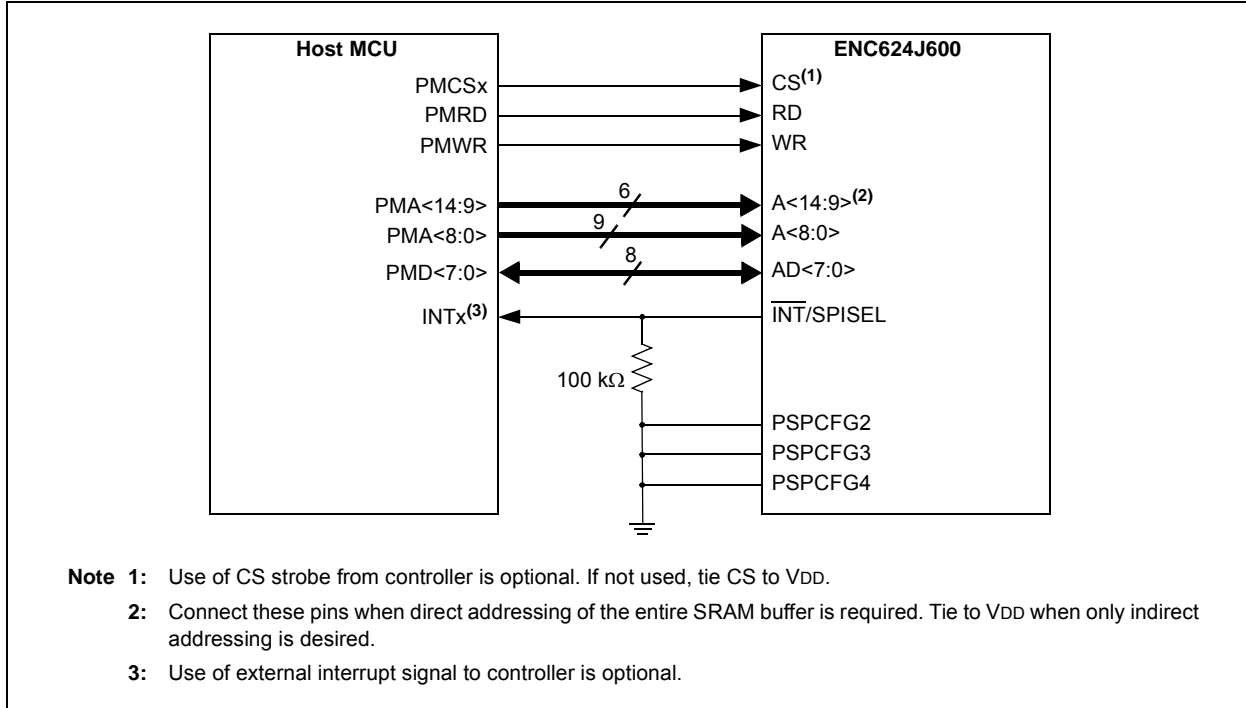 Host MCU
ENC624J600
PMCSx
CS(1)
PMRD
RD
PMWR
WR
PMA<14:9>
6
A<14:9>(2)
PMA<8:0>
9
A<8:0>
PMD<7:0>
8
AD<7:0>
INTx(3)
INT/SPISEL
100 kΩ
PSPCFG2
PSPCFG3
PSPCFG4
Note 1: Use of CS strobe from controller is optional. If not used, tie CS to VDD.
2: Connect these pins when direct addressing of the entire SRAM buffer is required. Tie to VDD when only indirect
addressing is desired.
3: Use of external interrupt signal to controller is optional.